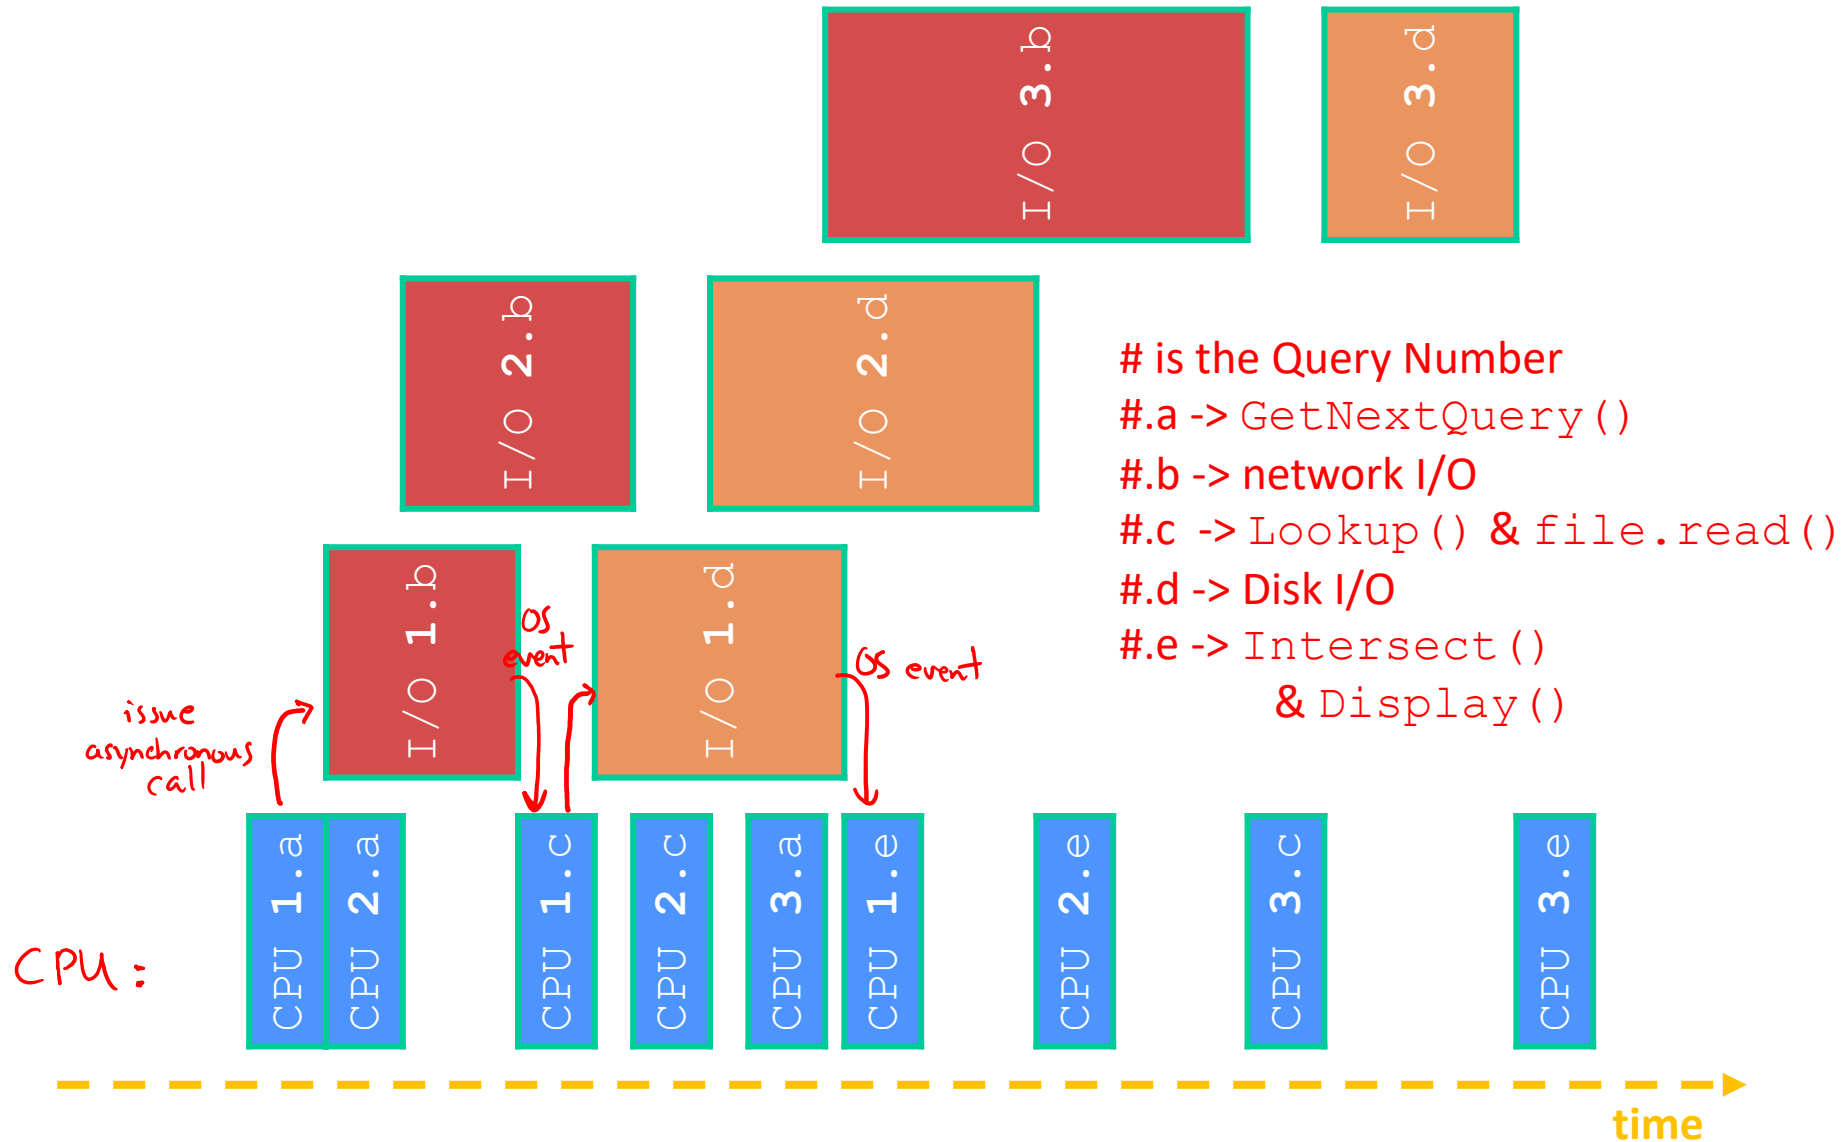 I/O 3.b
I/O 3.d
I/O 2.b
I/O 2.d
# is the Query Number
#.a -> GetNextQuery()
#.b -> network I/O
#.c -> Lookup() & file.read()
#.d -> Disk I/O
#.e -> Intersect()
& Display()
I/O 1.b
I/O 1.d
OS
event
OS event
issue
asynchronous
call
CPU:
CPU 1.a
CPU 2.a
CPU 1.c
CPU 2.c
CPU 3.a
CPU 1.e
CPU 2.e
CPU 3.c
CPU 3.e
time